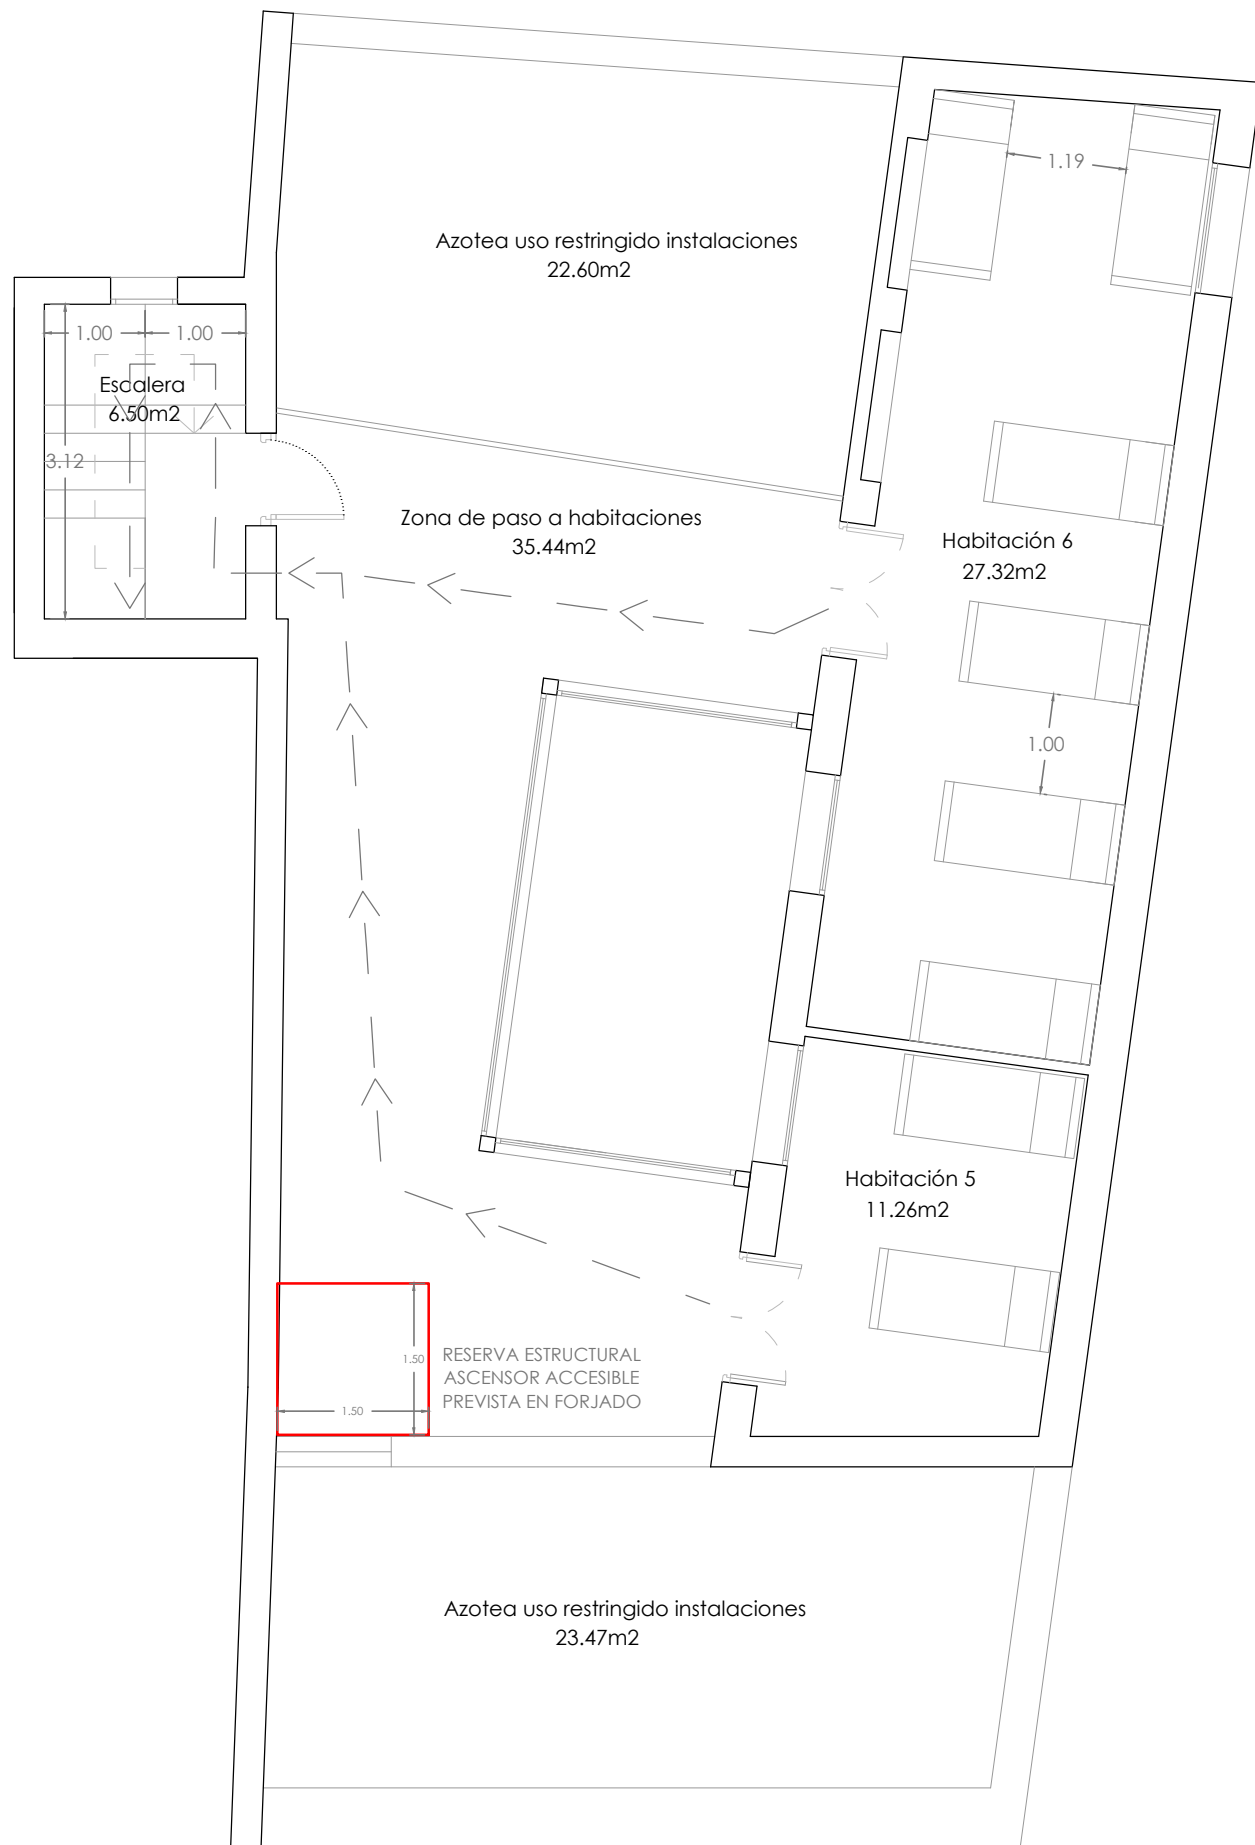 1.19
Azotea uso restringido instalaciones
22.60m2
1.00
1.00
Escalera
6.50m2
3.12
Zona de paso a habitaciones
35.44m2
Habitación 6
27.32m2
1.00
Habitación 5
11.26m2
1.50
1.50
RESERVA ESTRUCTURAL
ASCENSOR ACCESIBLE
PREVISTA EN FORJADO
Azotea uso restringido instalaciones
23.47m2